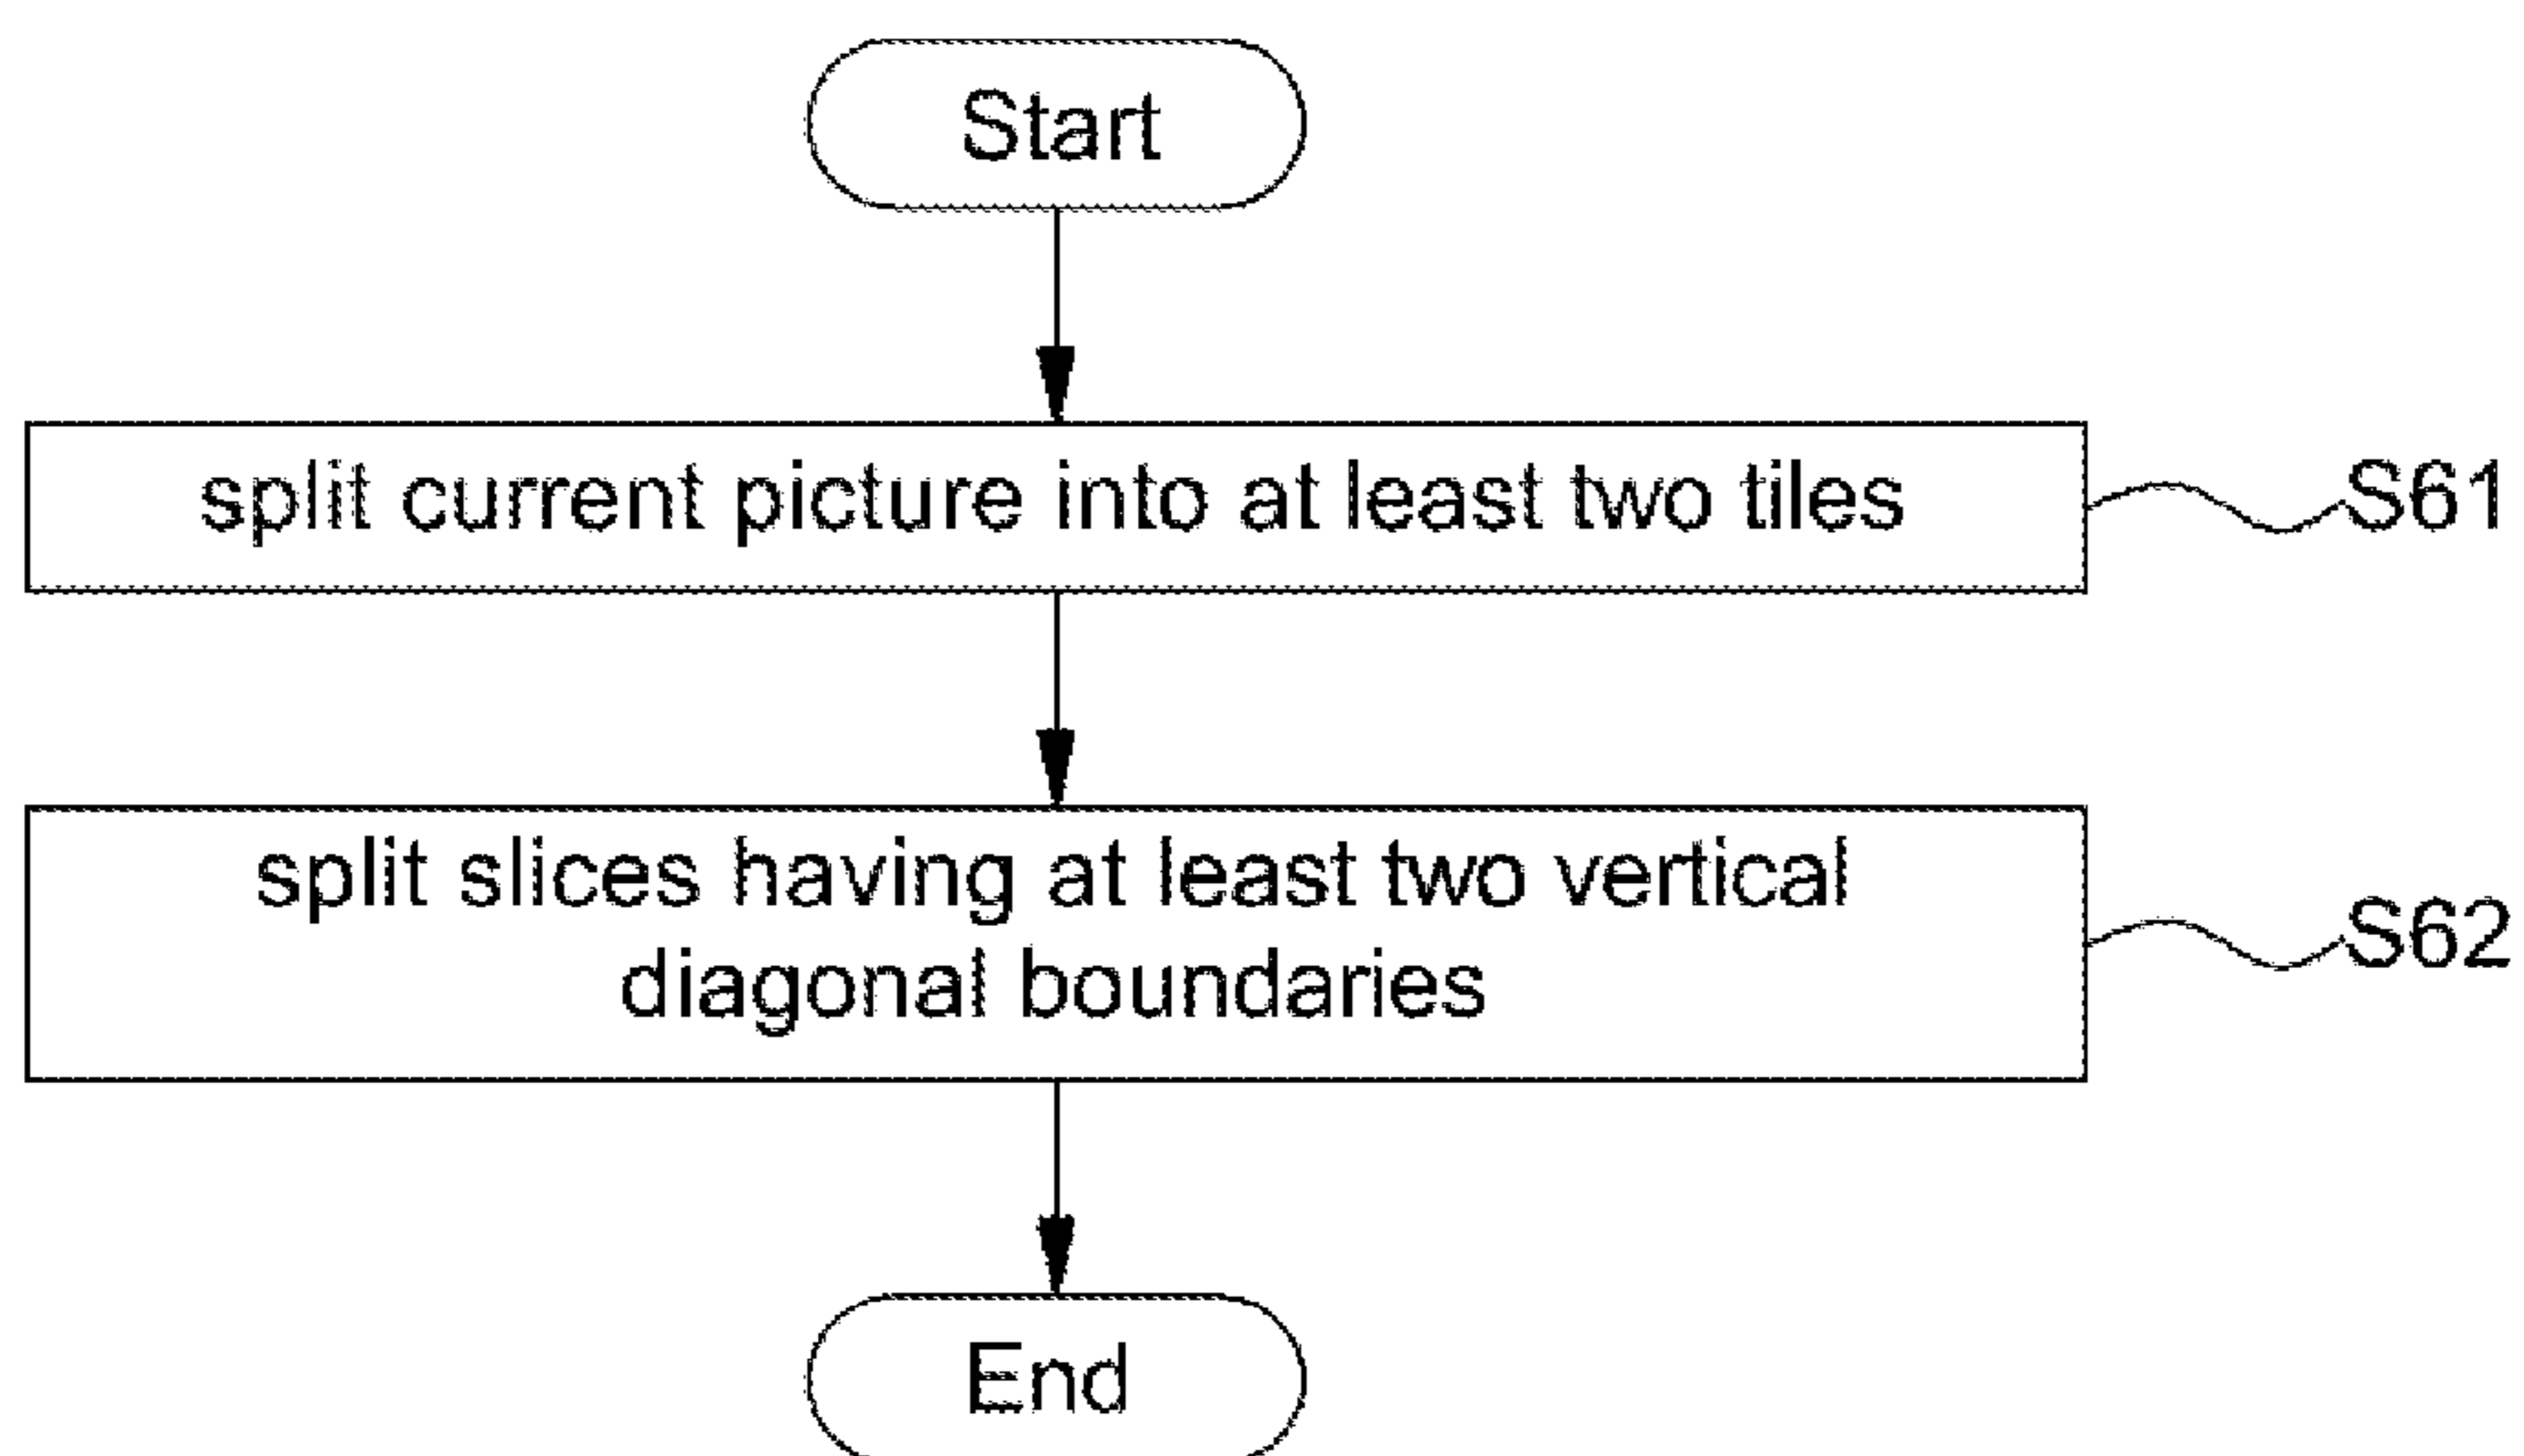 Start
split current picture into at least two tiles
S61
split slices having at least two vertical
diagonal boundaries
S62
End